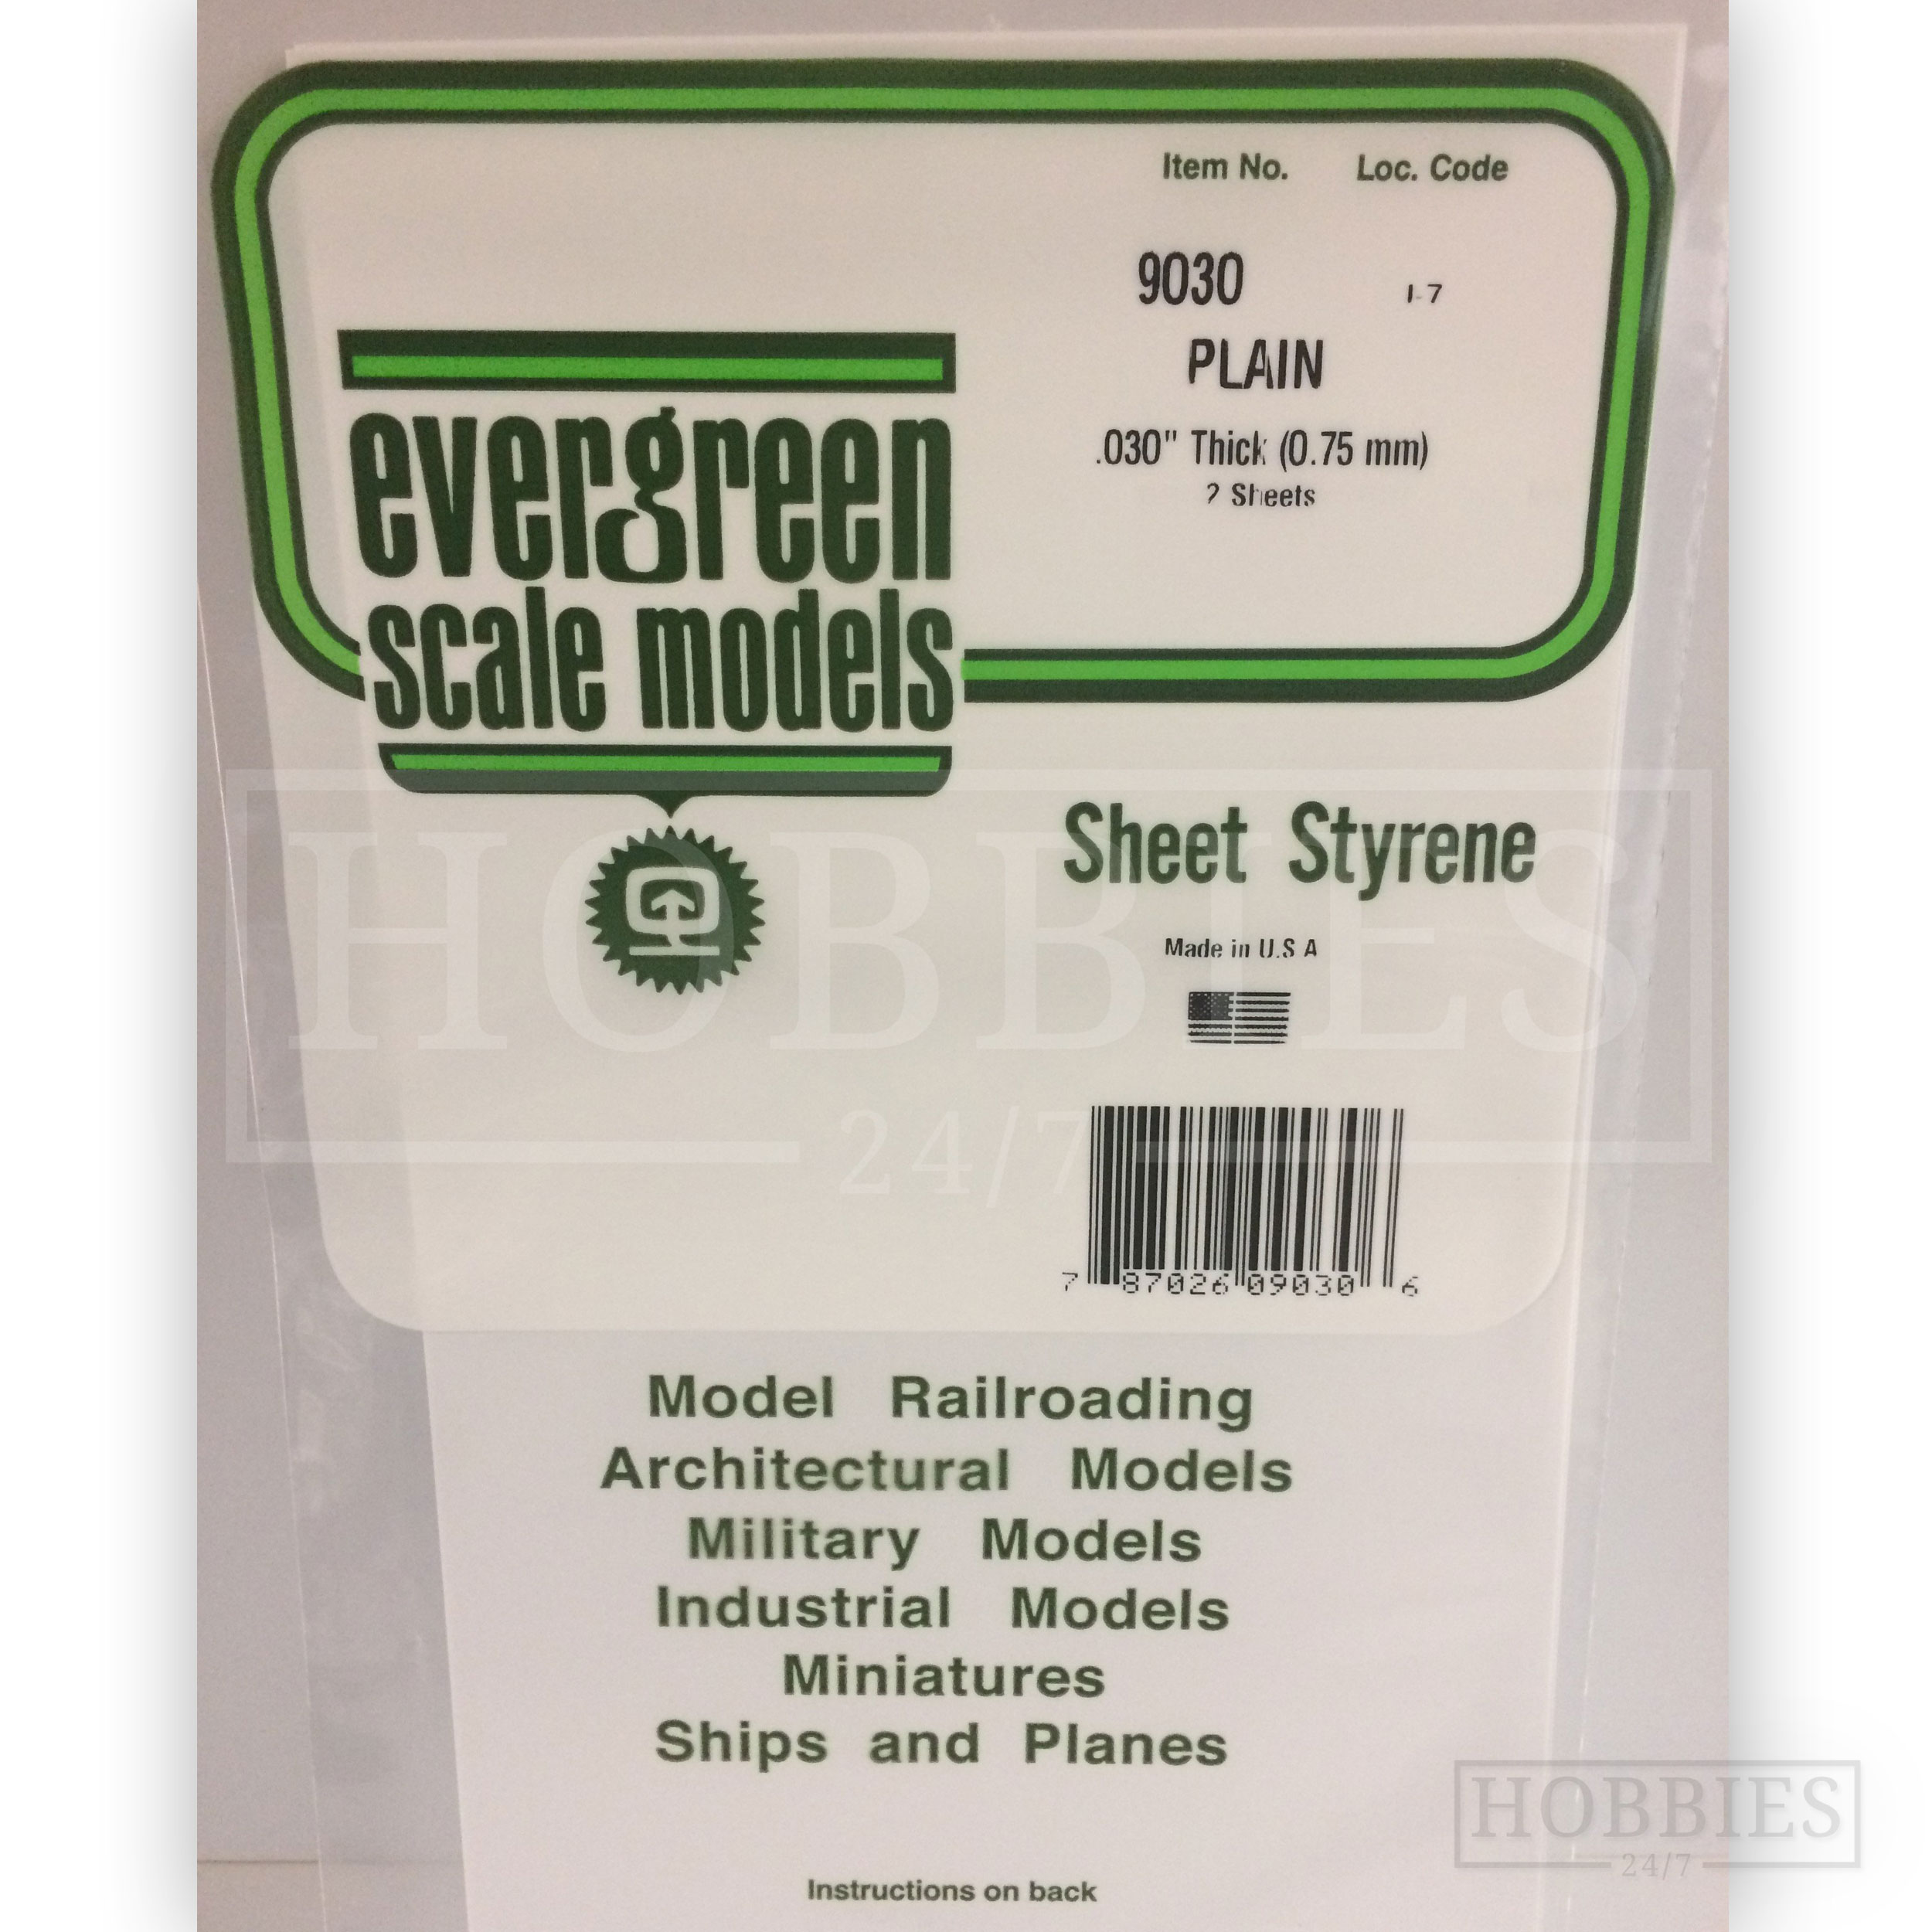 Item No. Loc. Code
9030 I-7
PLAIN
.030" Thick (0.75 mm)
2 Sheets
evergreen
scale models
Sheet Styrene
Made in U.S A
HOBBIES
24/7
7 87026 09030 6
Model Railroading
Architectural Models
Military Models
Industrial Models
Miniatures
Ships and Planes
HOBBIES
24/7
Instructions on back